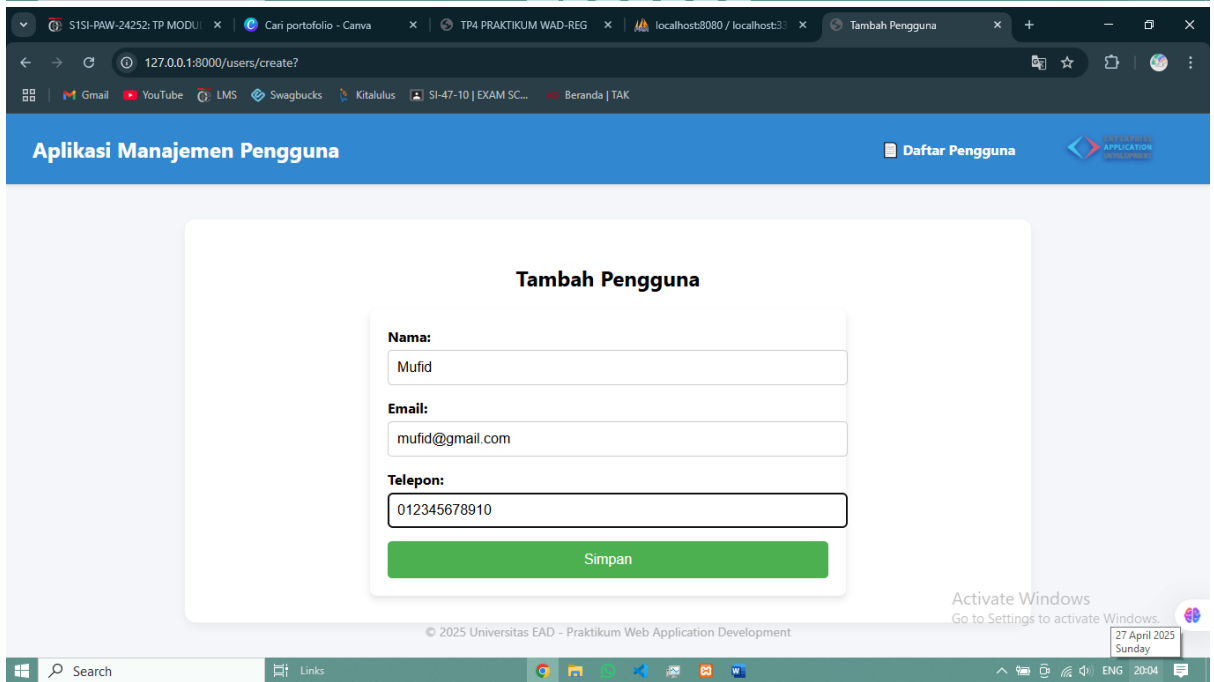 S1SI-PAW-24252: TP MODU
Cari portofolio - Canva
TP4 PRAKTIKUM WAD-REG
localhost:8080 / localhost:33
Tambah Pengguna
127.0.0.1:8000/users/create?
Gmail
YouTube
LMS
Swagbucks
Kitalulus
SI-47-10 | EXAM SC...
Beranda | TAK
Aplikasi Manajemen Pengguna
Daftar Pengguna
ENTERPRISE
APPLICATION
DEVELOPMENT
Tambah Pengguna
Nama:
Mufid
Email:
mufid@gmail.com
Telepon:
012345678910
Simpan
Activate Windows
Go to Settings to activate Windows.
© 2025 Universitas EAD - Praktikum Web Application Development
27 April 2025
Sunday
Search
Links
ENG
20:04